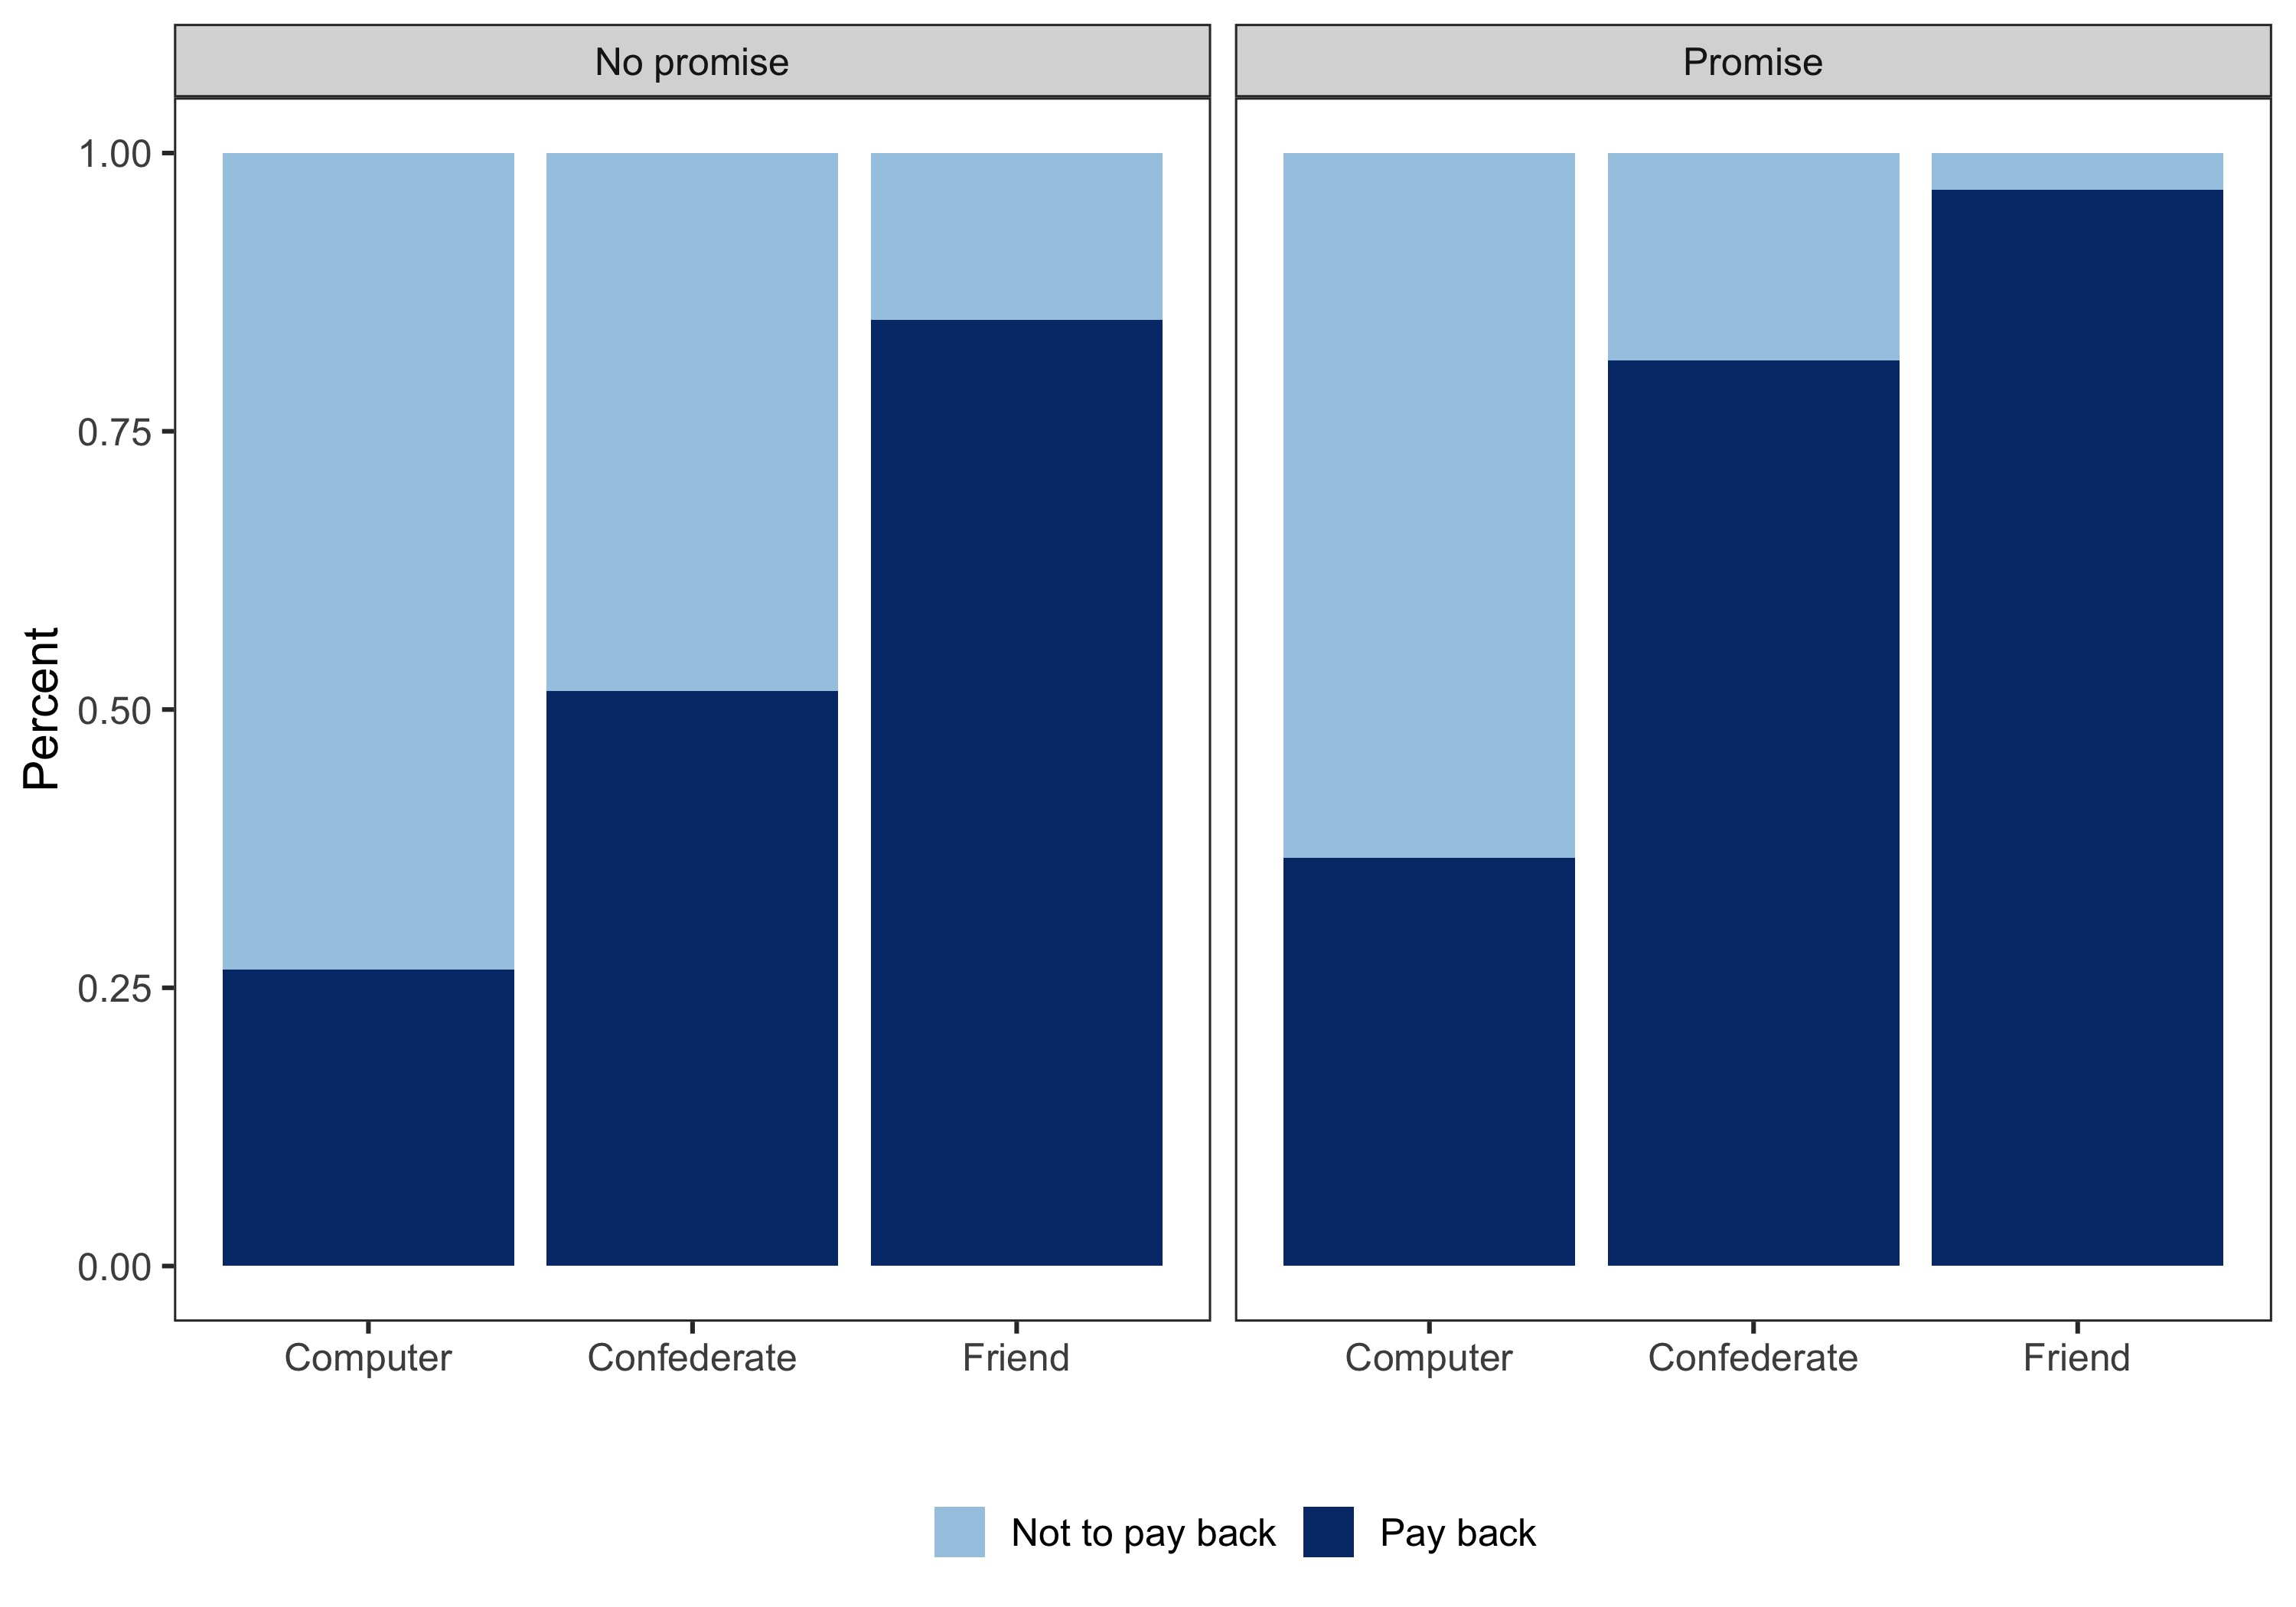 No promise
Promise
Percent
1.00
0.75
0.50
0.25
0.00
Computer Confederate Friend
Computer Confederate Friend
Not to pay back Pay back